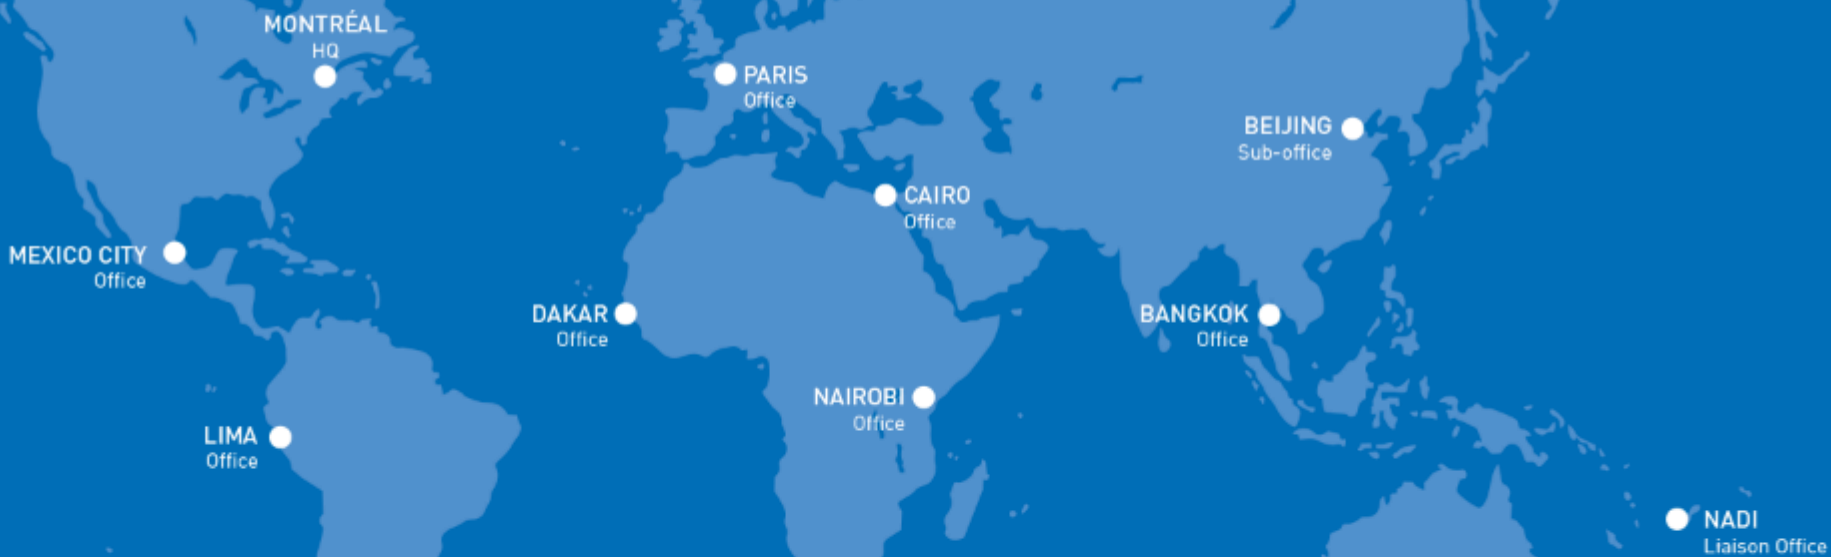 MONTRÉAL
HQ
PARIS
Office
BEIJING
Sub-office
CAIRO
Office
MEXICO CITY
Office
DAKAR
Office
BANGKOK
Office
NAIROBI
Office
LIMA
Office
NADI
Liaison Office